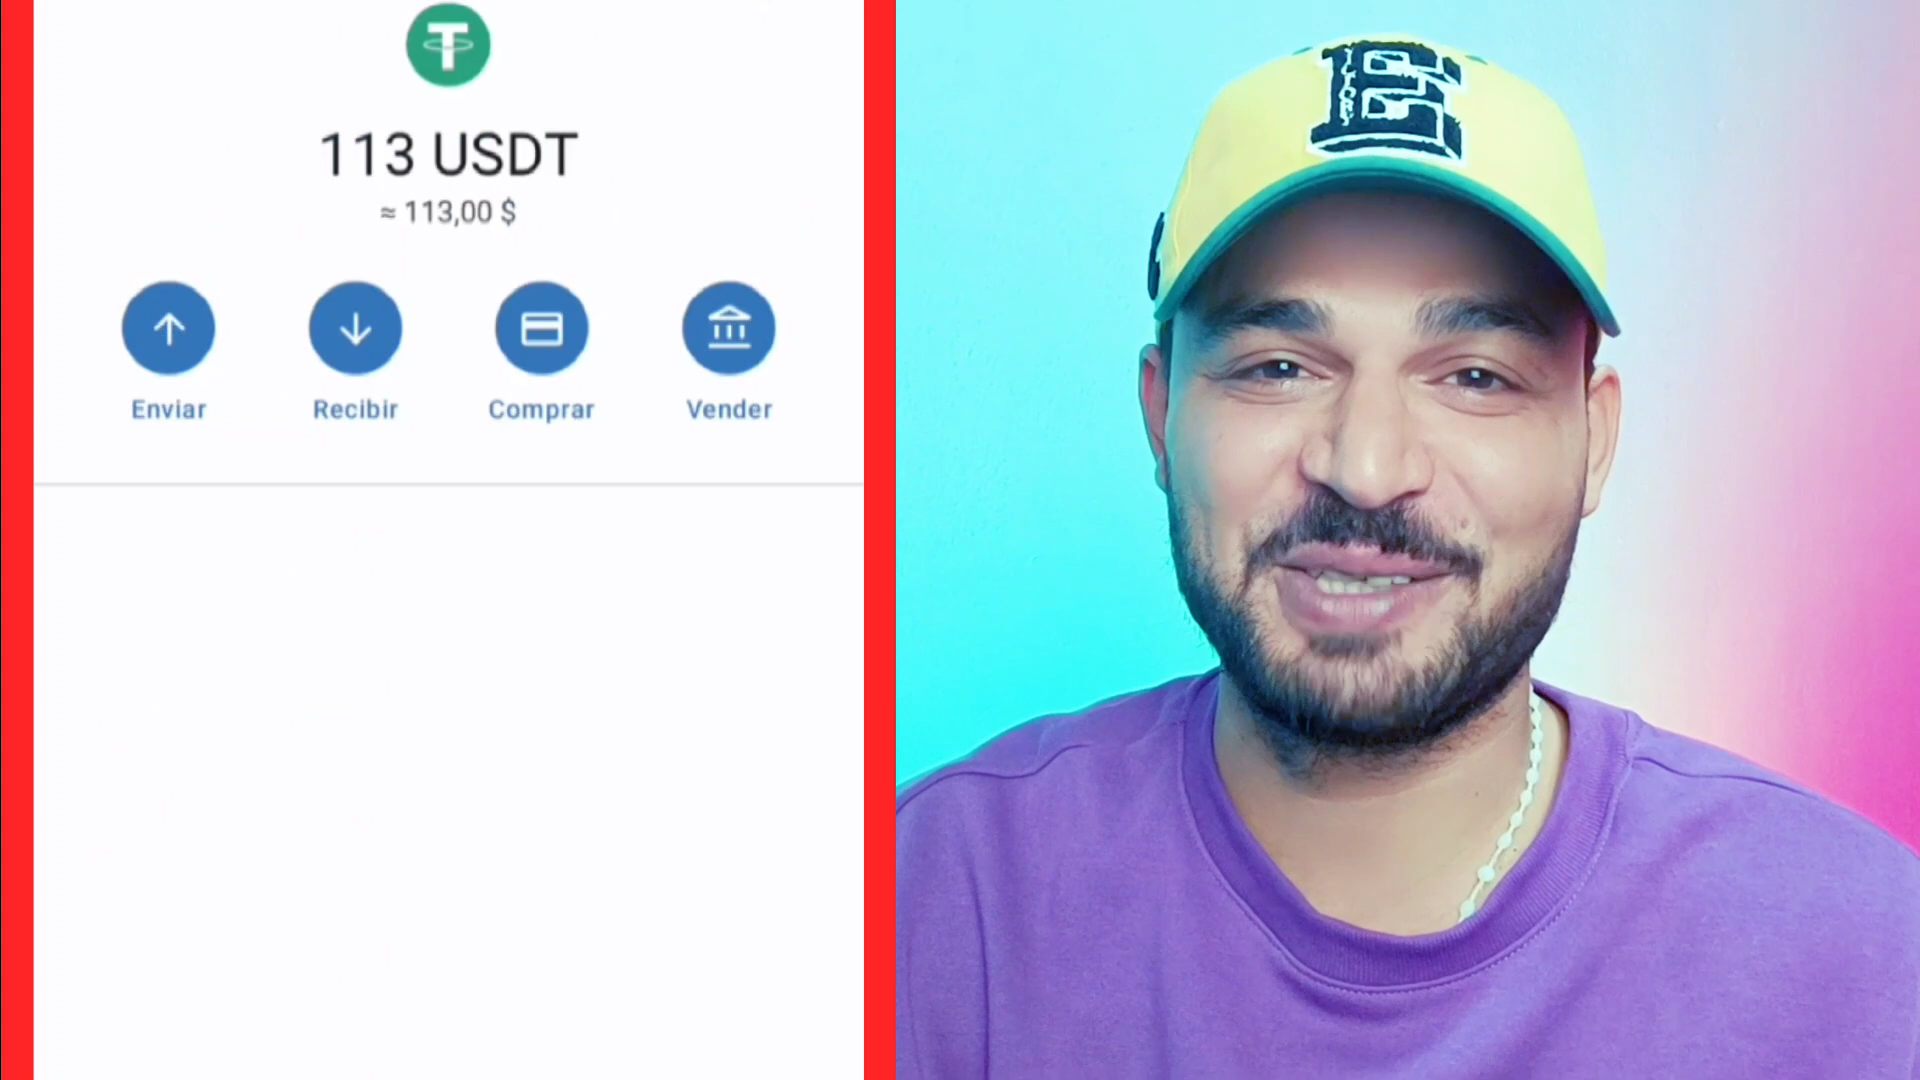 113 USDT
≈ 113,00 $
Enviar
Recibir
Comprar
Vender
E